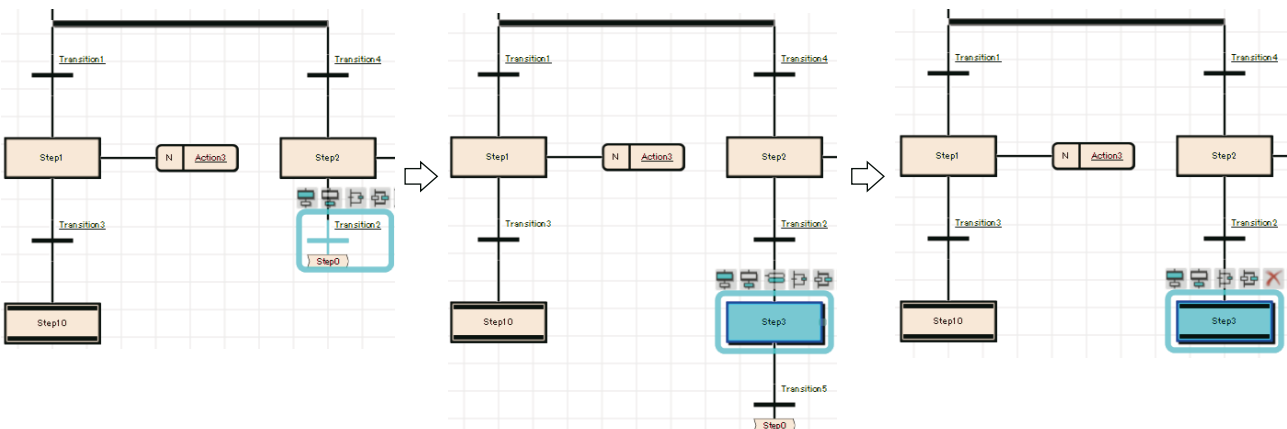 Transition1
Transition4
Step1
N
Action3
Step2
Transition3
Transition2
Step0
Step10
Transition1
Transition4
Step1
N
Action3
Step2
Transition3
Transition2
Step10
Step3
Transition5
Step0
Transition1
Transition4
Step1
N
Action3
Step2
Transition3
Transition2
Step10
Step3